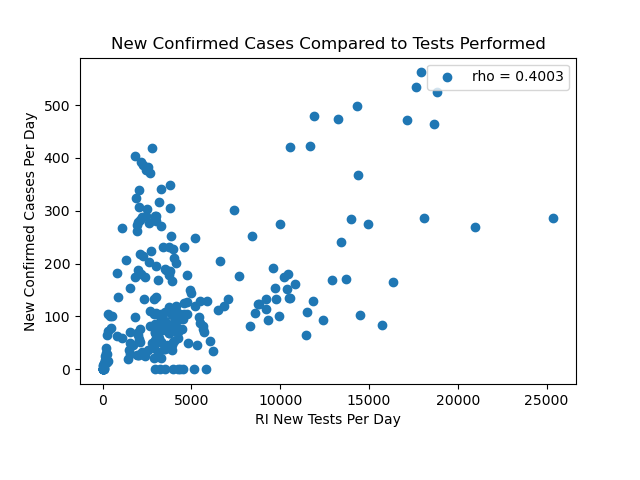 New Confirmed Cases Compared to Tests Performed
rho = 0.4003
New Confirmed Caeses Per Day
500
400
300
200
100
0
0 5000 10000 15000 20000 25000
RI New Tests Per Day